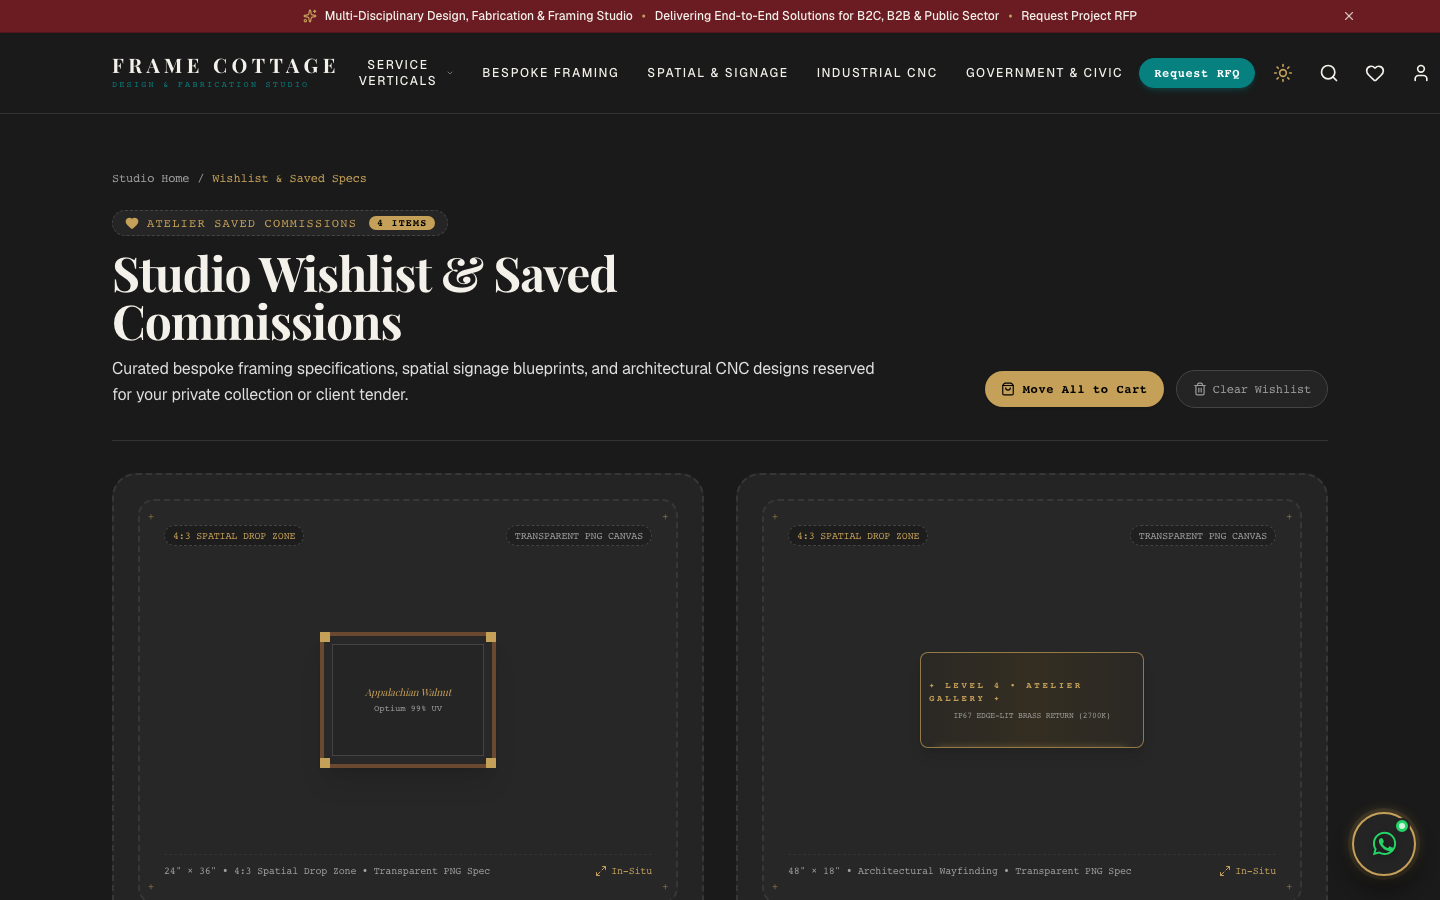 Multi-Disciplinary Design, Fabrication & Framing Studio • Delivering End-to-End Solutions for B2C, B2B & Public Sector • Request Project RFP
FRAME COTTAGE
DESIGN & FABRICATION STUDIO
SERVICE
VERTICALS
BESPOKE FRAMING
SPATIAL & SIGNAGE
INDUSTRIAL CNC
GOVERNMENT & CIVIC
Request RFQ
Studio Home / Wishlist & Saved Specs
ATELIER SAVED COMMISSIONS 4 ITEMS
Studio Wishlist & Saved
Commissions
Curated bespoke framing specifications, spatial signage blueprints, and architectural CNC designs reserved
for your private collection or client tender.
Move All to Cart
Clear Wishlist
4:3 SPATIAL DROP ZONE
TRANSPARENT PNG CANVAS
Appalachian Walnut
Optium 99% UV
24" × 36" • 4:3 Spatial Drop Zone • Transparent PNG Spec
In-Situ
4:3 SPATIAL DROP ZONE
TRANSPARENT PNG CANVAS
✦ LEVEL 4 • ATELIER
GALLERY ✦
IP67 EDGE-LIT BRASS RETURN (2700K)
48" × 18" • Architectural Wayfinding • Transparent PNG Spec
In-Situ